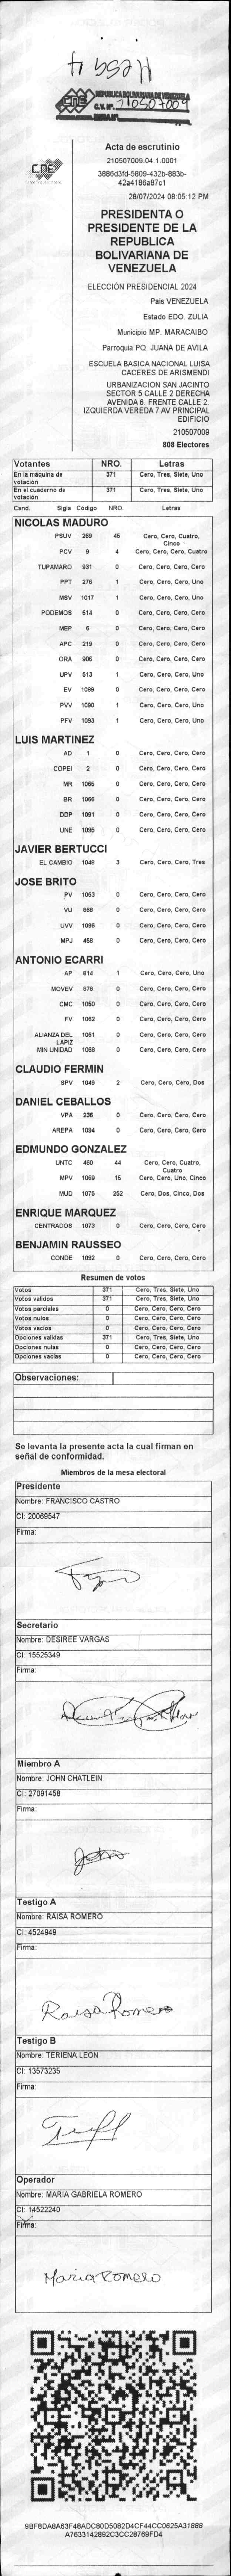 Mesa 4
CNE
REPUBLICA BOLIVARIANA DE VENEZUELA
C.V. Nº. 210507009
CNE
Acta de escrutinio
210507009.04.1.0001
28/07/2024 08:05:12 PM
PRESIDENTA O
PRESIDENTE DE LA
REPUBLICA
BOLIVARIANA DE
VENEZUELA
ELECCIÓN PRESIDENCIAL 2024
País VENEZUELA
Estado EDO. ZULIA
Municipio MP. MARACAIBO
Parroquia PQ. JUANA DE AVILA
ESCUELA BASICA NACIONAL LUISA
CACERES DE ARISMENDI
URBANIZACION SAN JACINTO
SECTOR 5 CALLE 2 DERECHA
AVENIDA 6. FRENTE CALLE 2
IZQUIERDA VEREDA 7 AV PRINCIPAL
EDIFICIO
210507009
808 Electores
Votantes NRO. Letras
En la máquina de votación 371 Cero, Tres, Siete, Uno
En el cuaderno de votación 371 Cero, Tres, Siete, Uno
Cand. Sigla Código NRO. Letras
NICOLAS MADURO
PSUV 269 45 Cero, Cero, Cuatro, Cinco
PCV 9 4 Cero, Cero, Cero, Cuatro
TUPAMARO 931 0 Cero, Cero, Cero, Cero
PPT 276 1 Cero, Cero, Cero, Uno
MSV 1017 1 Cero, Cero, Cero, Uno
PODEMOS 514 0 Cero, Cero, Cero, Cero
MEP 6 0 Cero, Cero, Cero, Cero
APC 219 0 Cero, Cero, Cero, Cero
ORA 906 0 Cero, Cero, Cero, Cero
UPV 513 1 Cero, Cero, Cero, Uno
EV 1089 0 Cero, Cero, Cero, Cero
PVV 1090 1 Cero, Cero, Cero, Uno
PFV 1093 1 Cero, Cero, Cero, Uno
LUIS MARTINEZ
AD 1 0 Cero, Cero, Cero, Cero
COPEI 2 0 Cero, Cero, Cero, Cero
MR 1065 0 Cero, Cero, Cero, Cero
BR 1066 0 Cero, Cero, Cero, Cero
DDP 1091 0 Cero, Cero, Cero, Cero
UNE 1095 0 Cero, Cero, Cero, Cero
JAVIER BERTUCCI
EL CAMBIO 1048 3 Cero, Cero, Cero, Tres
JOSE BRITO
PV 1053 0 Cero, Cero, Cero, Cero
VU 868 0 Cero, Cero, Cero, Cero
UVV 1096 0 Cero, Cero, Cero, Cero
MPJ 458 0 Cero, Cero, Cero, Cero
ANTONIO ECARRI
AP 814 1 Cero, Cero, Cero, Uno
MOVEV 878 0 Cero, Cero, Cero, Cero
CMC 1050 0 Cero, Cero, Cero, Cero
FV 1062 0 Cero, Cero, Cero, Cero
ALIANZA DEL LAPIZ 1051 0 Cero, Cero, Cero, Cero
MIN UNIDAD 1068 0 Cero, Cero, Cero, Cero
CLAUDIO FERMIN
SPV 1049 2 Cero, Cero, Cero, Dos
DANIEL CEBALLOS
VPA 236 0 Cero, Cero, Cero, Cero
AREPA 1094 0 Cero, Cero, Cero, Cero
EDMUNDO GONZALEZ
UNTC 460 44 Cero, Cero, Cuatro, Cuatro
MPV 1069 15 Cero, Cero, Uno, Cinco
MUD 1075 252 Cero, Dos, Cinco, Dos
ENRIQUE MARQUEZ
CENTRADOS 1073 0 Cero, Cero, Cero, Cero
BENJAMIN RAUSSEO
CONDE 1092 0 Cero, Cero, Cero, Cero
Resumen de votos
Votos 371 Cero, Tres, Siete, Uno
Votos validos 371 Cero, Tres, Siete, Uno
Votos parciales 0 Cero, Cero, Cero, Cero
Votos nulos 0 Cero, Cero, Cero, Cero
Votos vacios 0 Cero, Cero, Cero, Cero
Opciones validas 371 Cero, Tres, Siete, Uno
Opciones nulas 0 Cero, Cero, Cero, Cero
Opciones vacias 0 Cero, Cero, Cero, Cero
Observaciones:
Se levanta la presente acta la cual firman en
señal de conformidad.
Miembros de la mesa electoral
Presidente
Nombre: FRANCISCO CASTRO
CI: 20069547
Firma:
Secretario
Nombre: DESIREE VARGAS
CI: 15525349
Firma:
Miembro A
Nombre: JOHN CHATLEIN
CI: 27091458
Firma:
Testigo A
Nombre: RAISA ROMERO
CI: 4524949
Firma:
Raisa Romero
Testigo B
Nombre: TERIENA LEON
CI: 13573235
Firma:
Operador
Nombre: MARIA GABRIELA ROMERO
CI: 14522240
Firma:
Maria Romero